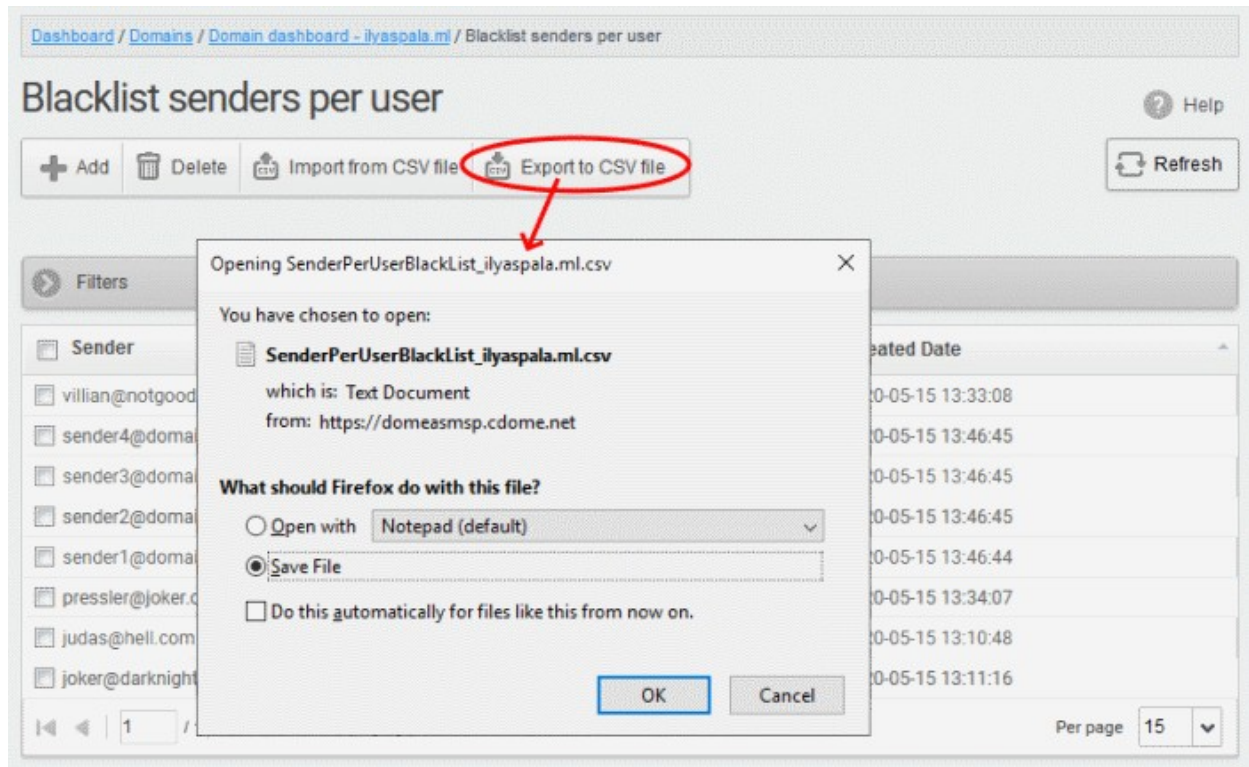 Dashboard / Domains / Domain dashboard - ilyaspala.ml / Blacklist senders per user
Blacklist senders per user
Help
Add Delete Import from CSV file Export to CSV file
Refresh
Opening SenderPerUserBlackList_ilyaspala.ml.csv
Filters
You have chosen to open:
SenderPerUserBlackList_ilyaspala.ml.csv
which is: Text Document
from: https://domeasmsp.cdome.net
What should Firefox do with this file?
Open with Notepad (default)
Save File
Do this automatically for files like this from now on.
OK Cancel
Sender
eated Date
villian@notgood
0-05-15 13:33:08
sender4@domai
0-05-15 13:46:45
sender3@domai
0-05-15 13:46:45
sender2@domai
0-05-15 13:46:45
sender1@domai
0-05-15 13:46:44
pressler@joker.c
0-05-15 13:34:07
judas@hell.com
0-05-15 13:10:48
joker@darknight
0-05-15 13:11:16
1 /
Per page 15